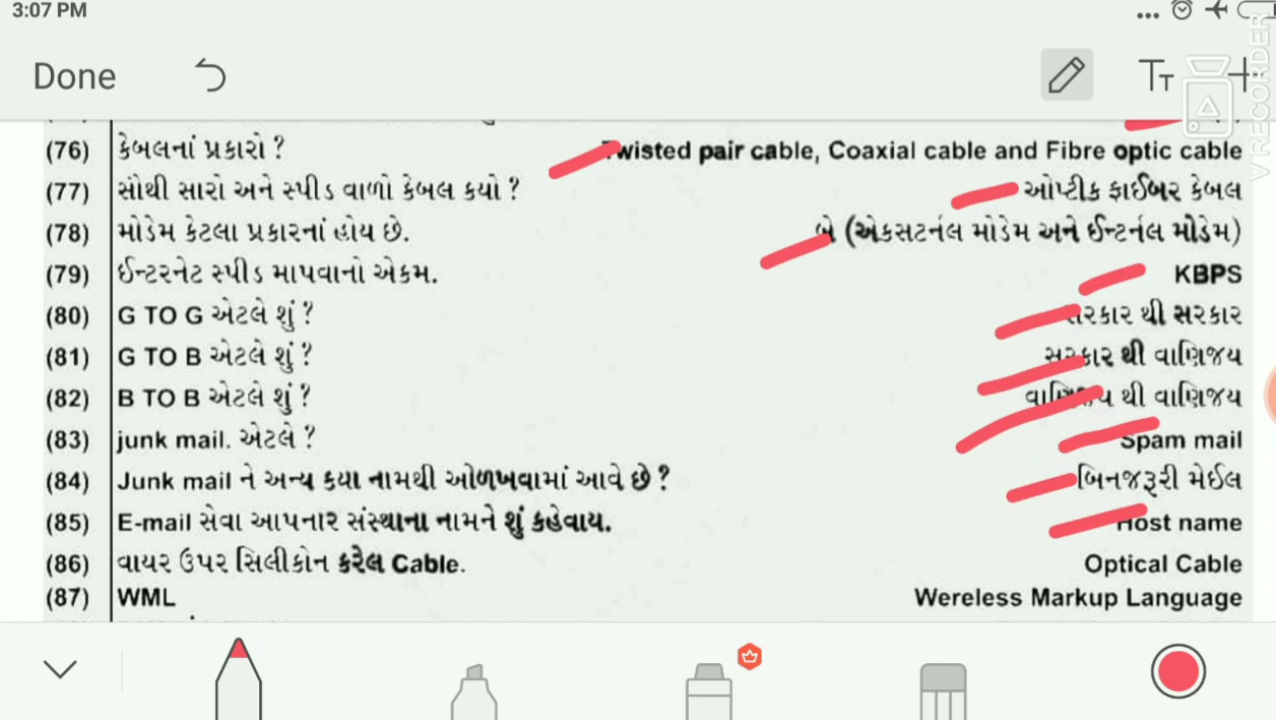 3:07 PM
Done
VRECORDER
(76) કેબલનાં પ્રકારો ? Twisted pair cable, Coaxial cable and Fibre optic cable
(77) સૌથી સારો અને સ્પીડ વાળો કેબલ કયો ? ઓપ્ટીક ફાઈબર કેબલ
(78) મોડેમ કેટલા પ્રકારનાં હોય છે. બે (એકસટર્નલ મોડેમ અને ઈન્ટર્નલ મોડેમ)
(79) ઈન્ટરનેટ સ્પીડ માપવાનો એકમ. KBPS
(80) G TO G એટલે શું ? સરકાર થી સરકાર
(81) G TO B એટલે શું ? સરકાર થી વાણિજય
(82) B TO B એટલે શું ? વાણિજય થી વાણિજય
(83) junk mail. એટલે ? Spam mail
(84) Junk mail ને અન્ય કયા નામથી ઓળખવામાં આવે છે ? બિનજરૂરી મેઈલ
(85) E-mail સેવા આપનાર સંસ્થાના નામને શું કહેવાય. Host name
(86) વાયર ઉપર સિલીકોન કરેલ Cable. Optical Cable
(87) WML Wereless Markup Language